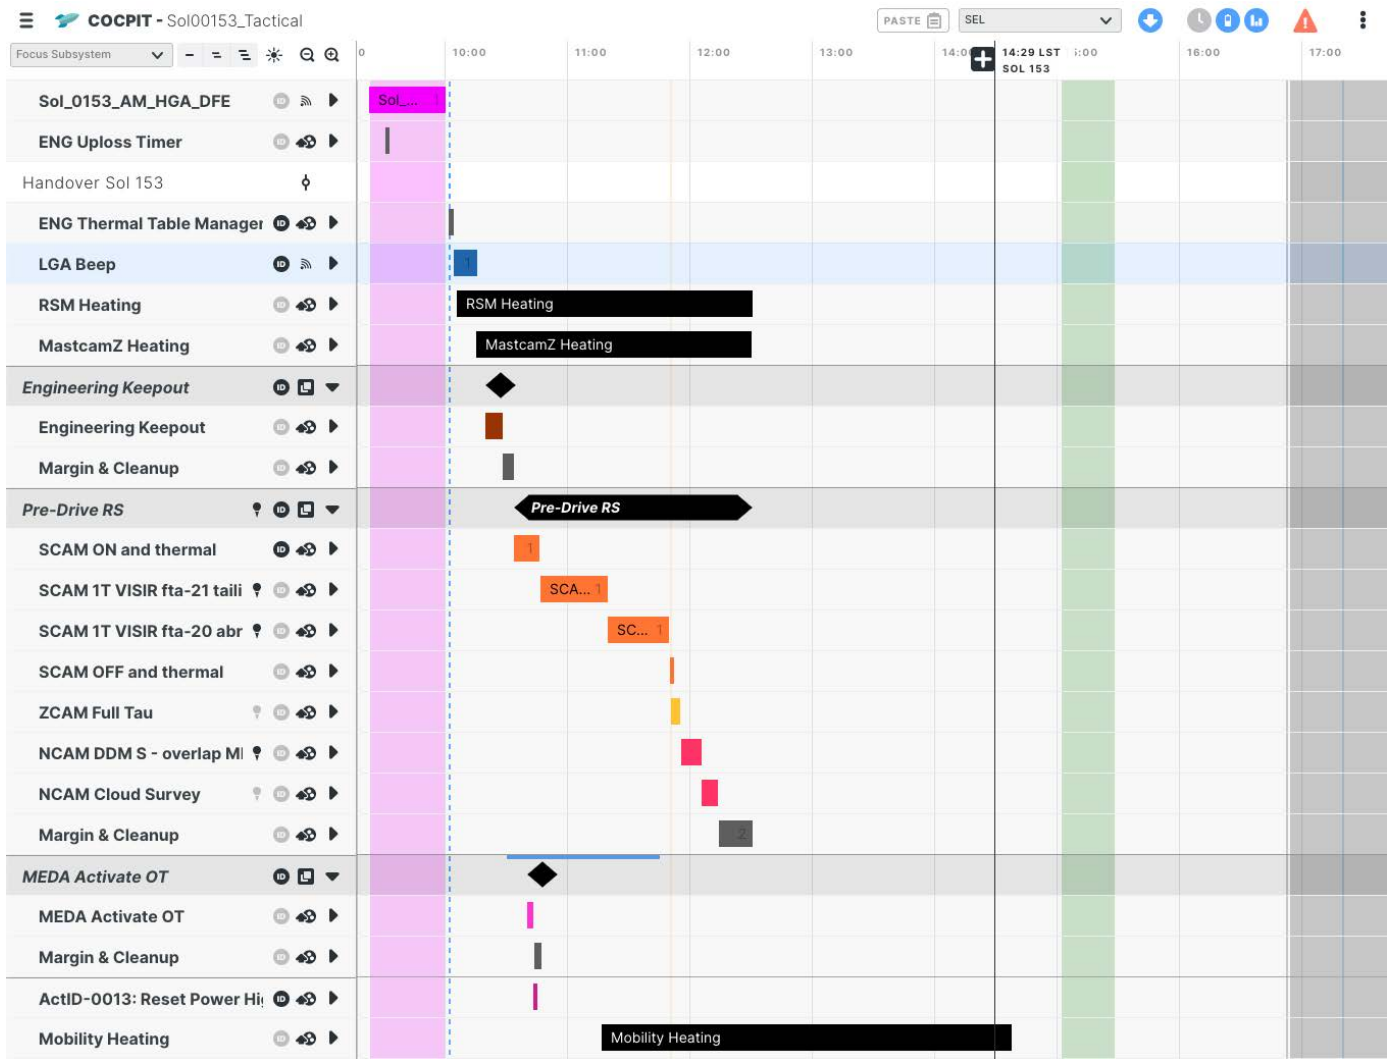 COCPIT - Sol00153_Tactical
PASTE
SEL
Focus Subsystem
0 10:00 11:00 12:00 13:00 14:0 14:29 LST :00 16:00 17:00
SOL 153
Sol_0153_AM_HGA_DFE
Sol_... 1
ENG Uploss Timer
Handover Sol 153
ENG Thermal Table Manager
LGA Beep
1
RSM Heating
RSM Heating
MastcamZ Heating
MastcamZ Heating
Engineering Keepout
Engineering Keepout
Margin & Cleanup
Pre-Drive RS
Pre-Drive RS
SCAM ON and thermal
1
SCAM 1T VISIR fta-21 taili
SCA... 1
SCAM 1T VISIR fta-20 abr
SC... 1
SCAM OFF and thermal
ZCAM Full Tau
NCAM DDM S - overlap M
NCAM Cloud Survey
Margin & Cleanup
2
MEDA Activate OT
MEDA Activate OT
Margin & Cleanup
ActID-0013: Reset Power Hi
Mobility Heating
Mobility Heating